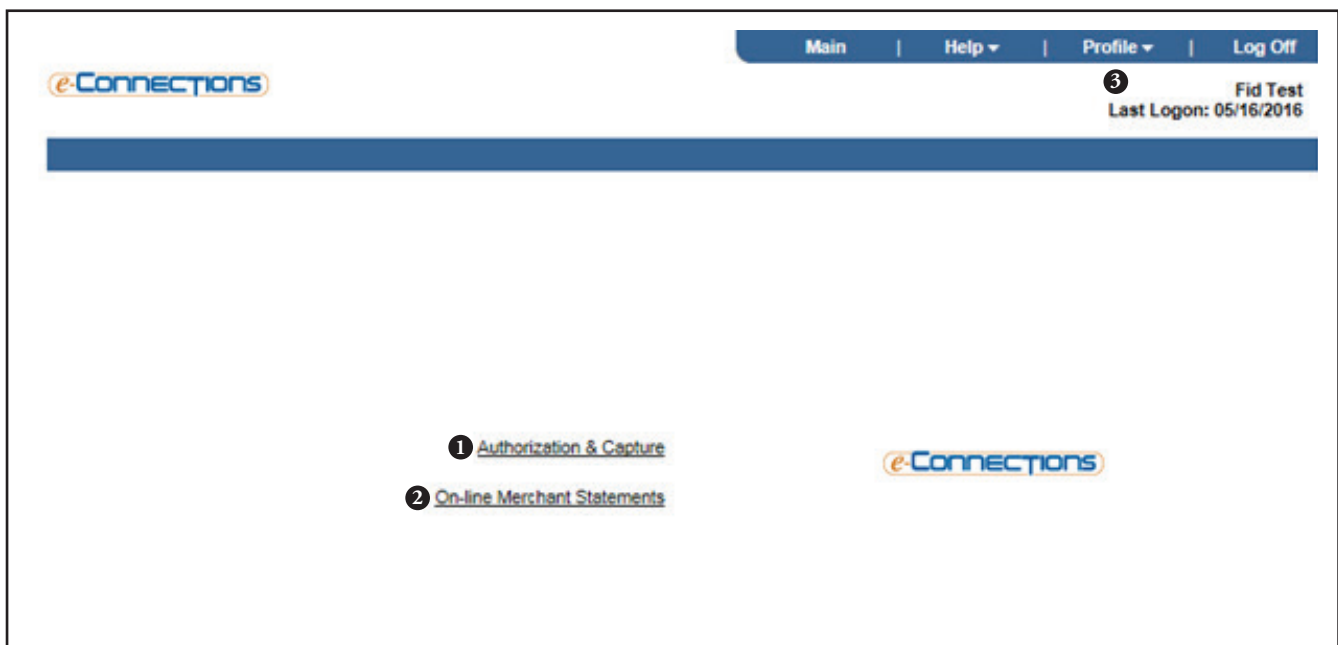 Main | Help ▾ | Profile ▾ | Log Off
e-Connections
3
Fid Test
Last Logon: 05/16/2016
1 Authorization & Capture
e-Connections
2 On-line Merchant Statements